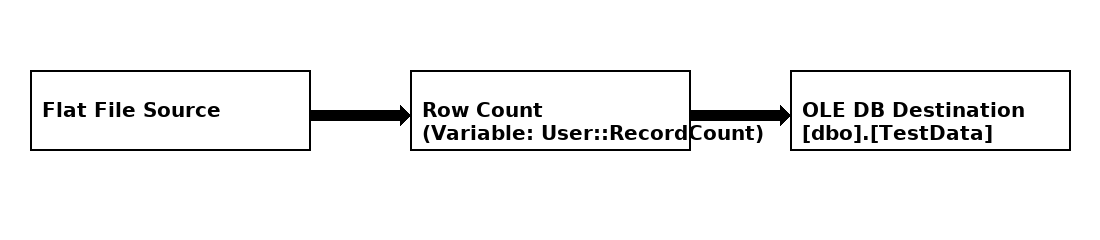 Flat File Source
Row Count
(Variable: User::RecordCount)
OLE DB Destination
[dbo].[TestData]